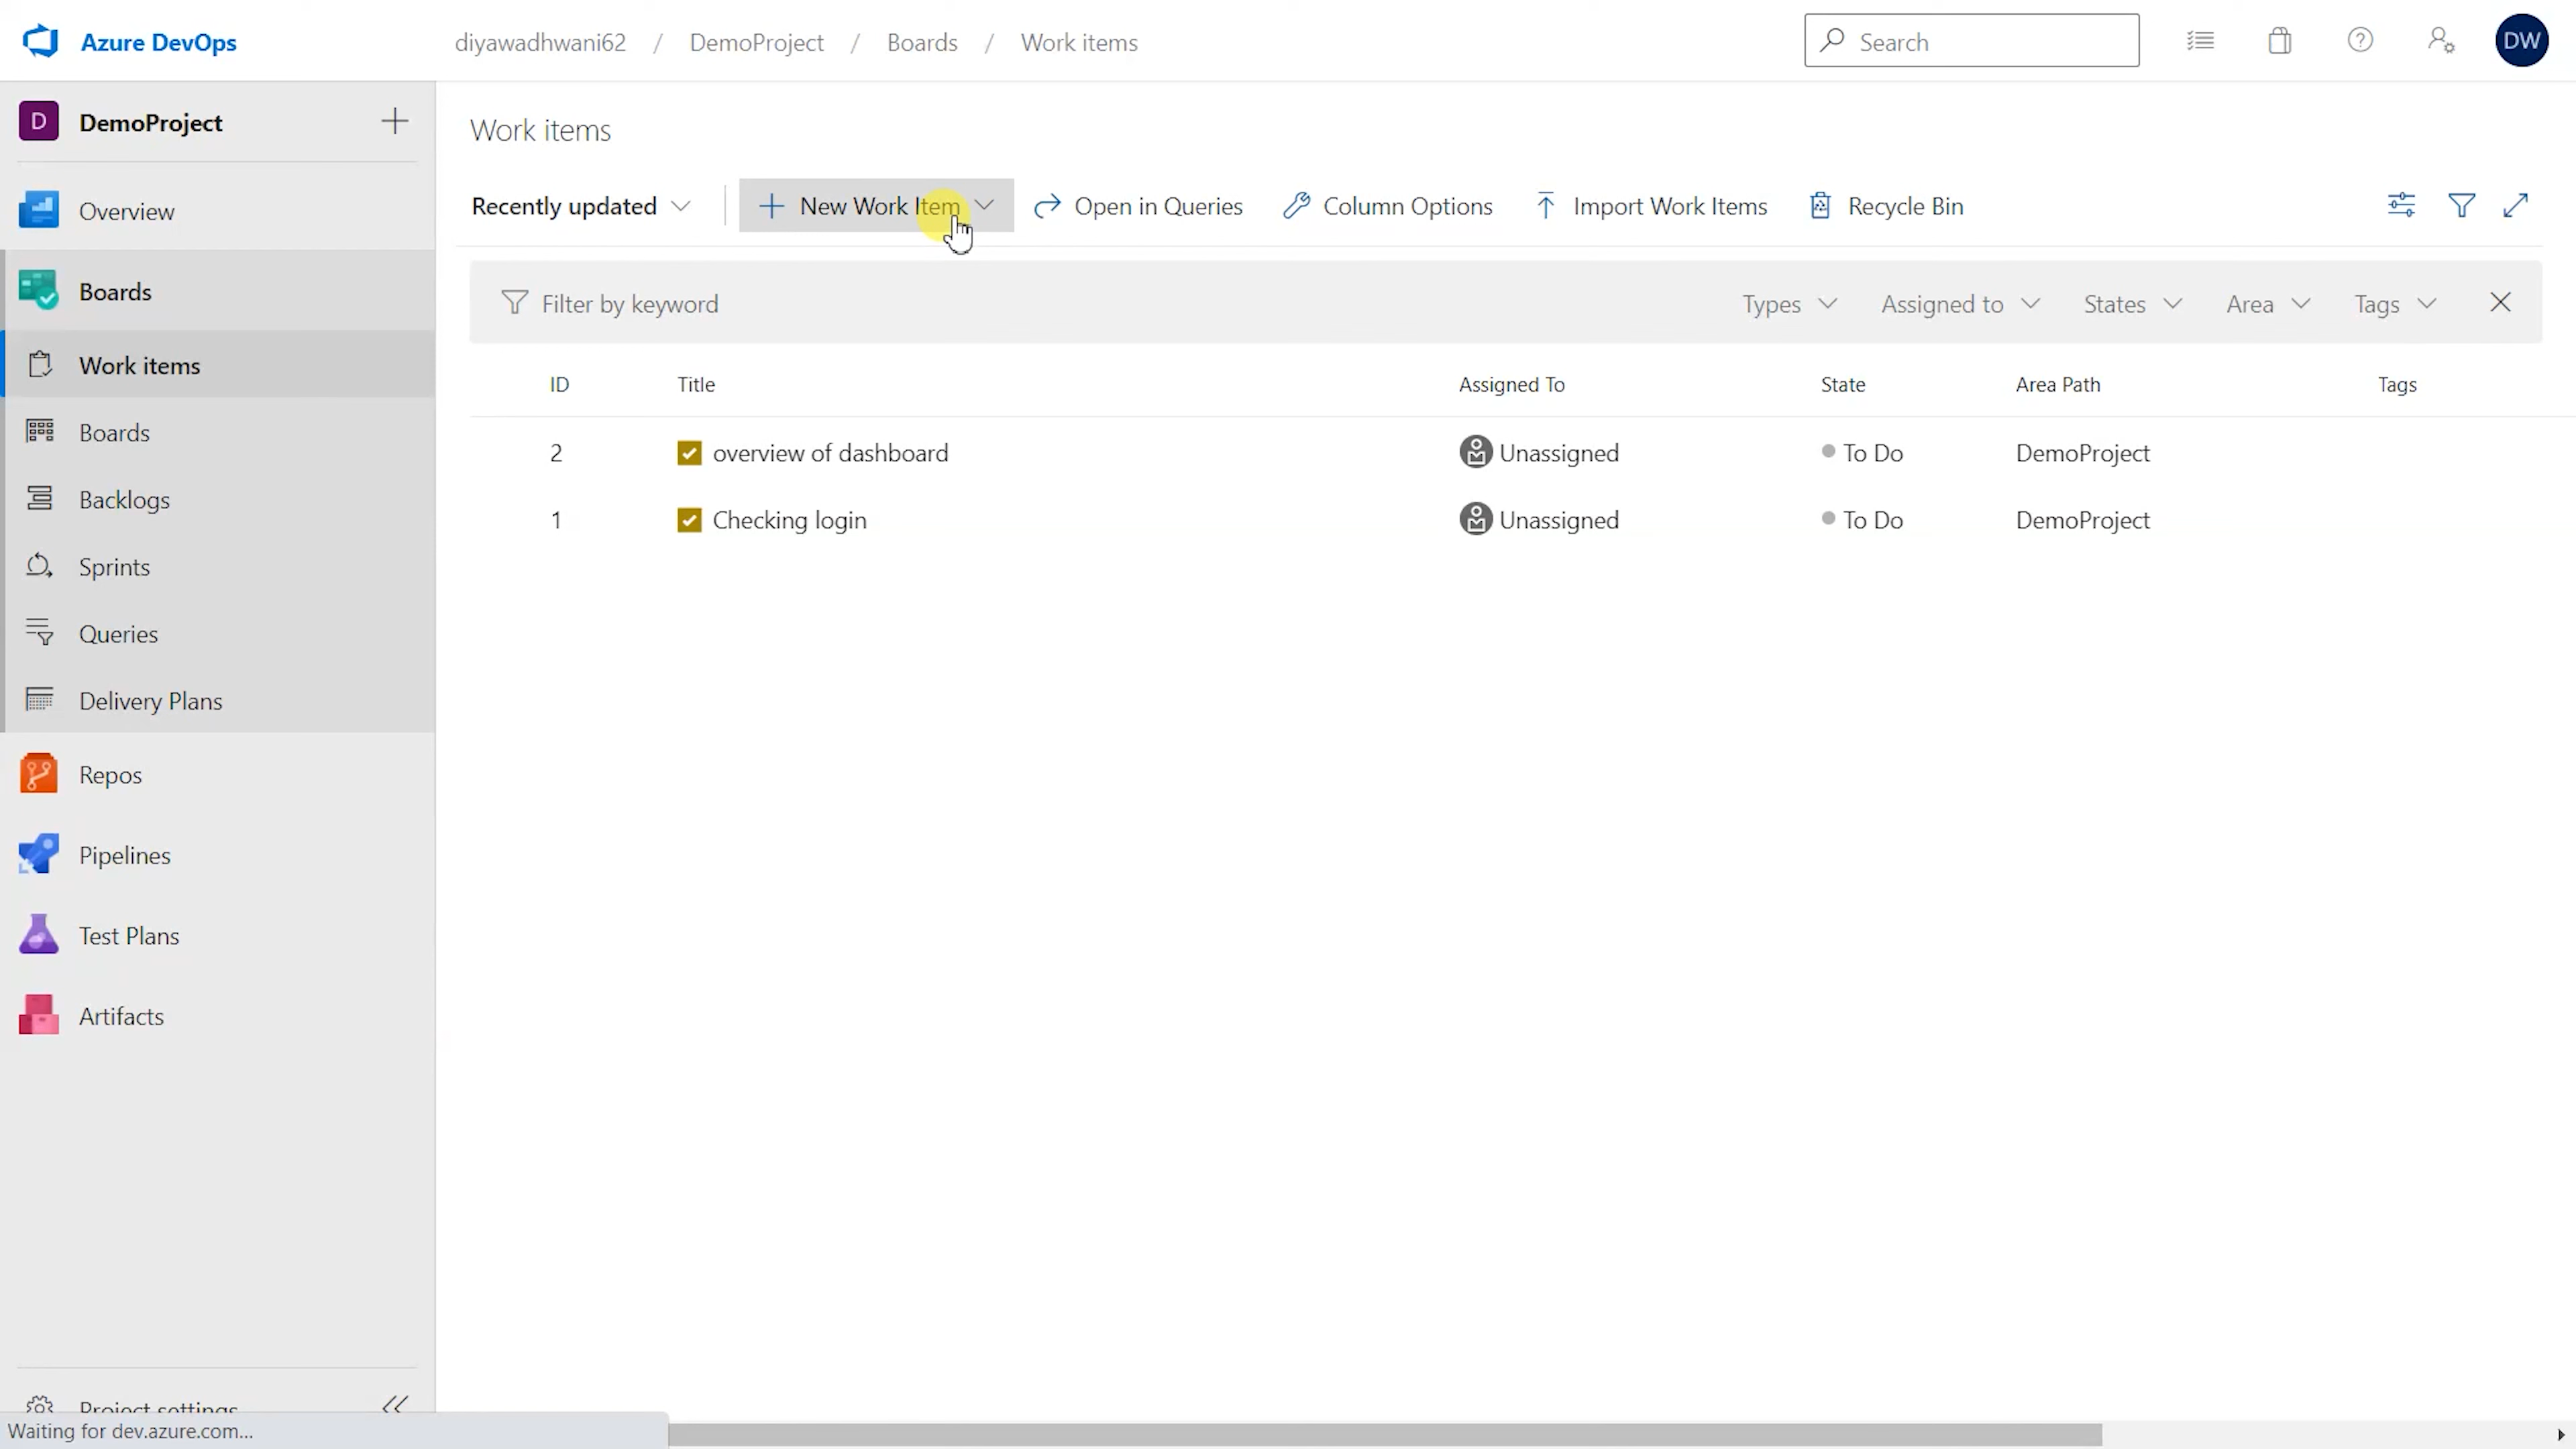 Azure DevOps
diyawadhwani62 / DemoProject / Boards / Work items
Search
DW
D DemoProject
Overview
Boards
Work items
Boards
Backlogs
Sprints
Queries
Delivery Plans
Repos
Pipelines
Test Plans
Artifacts
Project settings
Waiting for dev.azure.com...
Work items
Recently updated New Work Item Open in Queries Column Options Import Work Items Recycle Bin
Filter by keyword Types Assigned to States Area Tags
ID Title Assigned To State Area Path Tags
2 overview of dashboard Unassigned To Do DemoProject
1 Checking login Unassigned To Do DemoProject